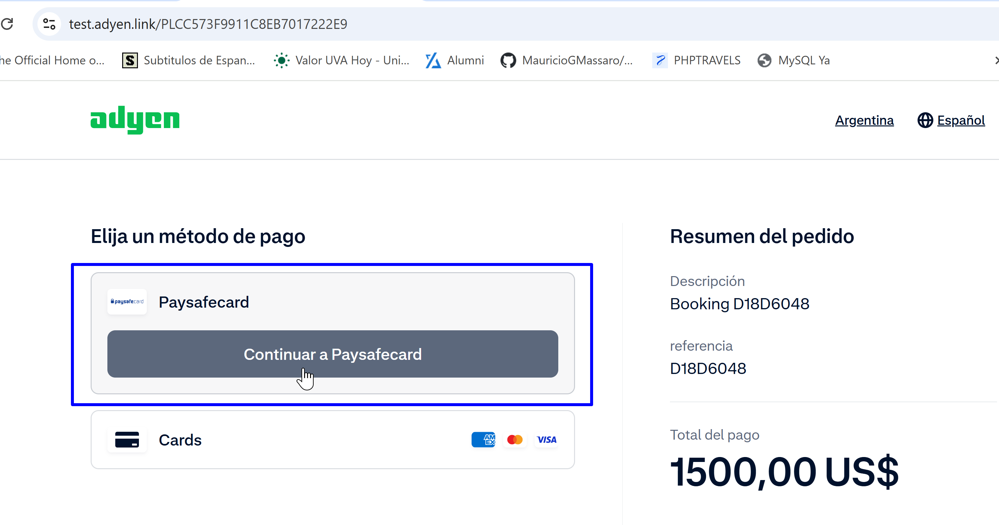 test.adyen.link/PLCC573F9911C8EB7017222E9
he Official Home o... Subtitulos de Espan... Valor UVA Hoy - Uni... Alumni MauricioGMassaro/... PHPTRAVELS MySQL Ya
adyen
Argentina Español
Elija un método de pago
paysafecard Paysafecard
Continuar a Paysafecard
Cards AMEX VISA
Resumen del pedido
Descripción
Booking D18D6048
referencia
D18D6048
Total del pago
1500,00 US$